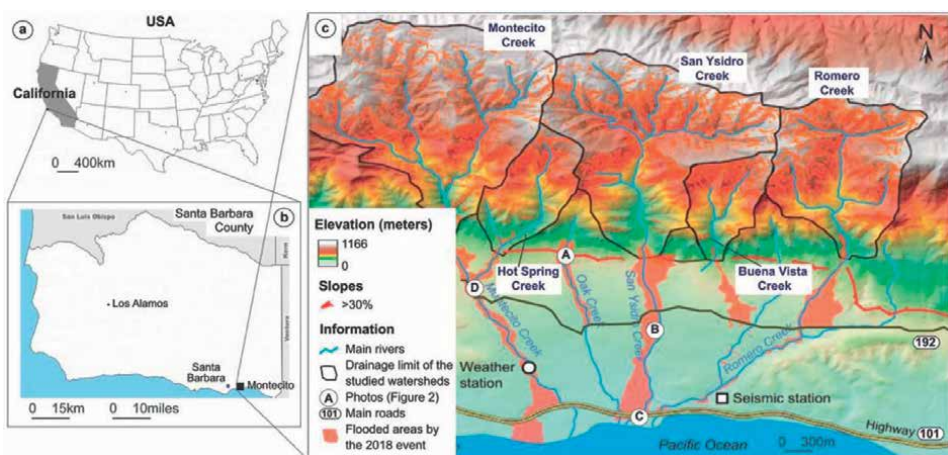 a
USA
California
0 400km
b
San Luis Obispo
Santa Barbara
County
Kern
Ventura
Los Alamos
Santa
Barbara
Montecito
0 15km
0 10miles
c
Montecito
Creek
San Ysidro
Creek
Romero
Creek
N
Elevation (meters)
1166
0
Slopes
>30%
Information
Main rivers
Drainage limit of
the studied watersheds
A Photos (Figure 2)
101 Main roads
Flooded areas by
the 2018 event
Hot Spring
Creek
Buena Vista
Creek
A
D
B
C
Montecito Creek
Oak Creek
San Ysidro Creek
Romero Creek
192
Weather
station
Seismic station
Highway 101
Pacific Ocean
0 300m